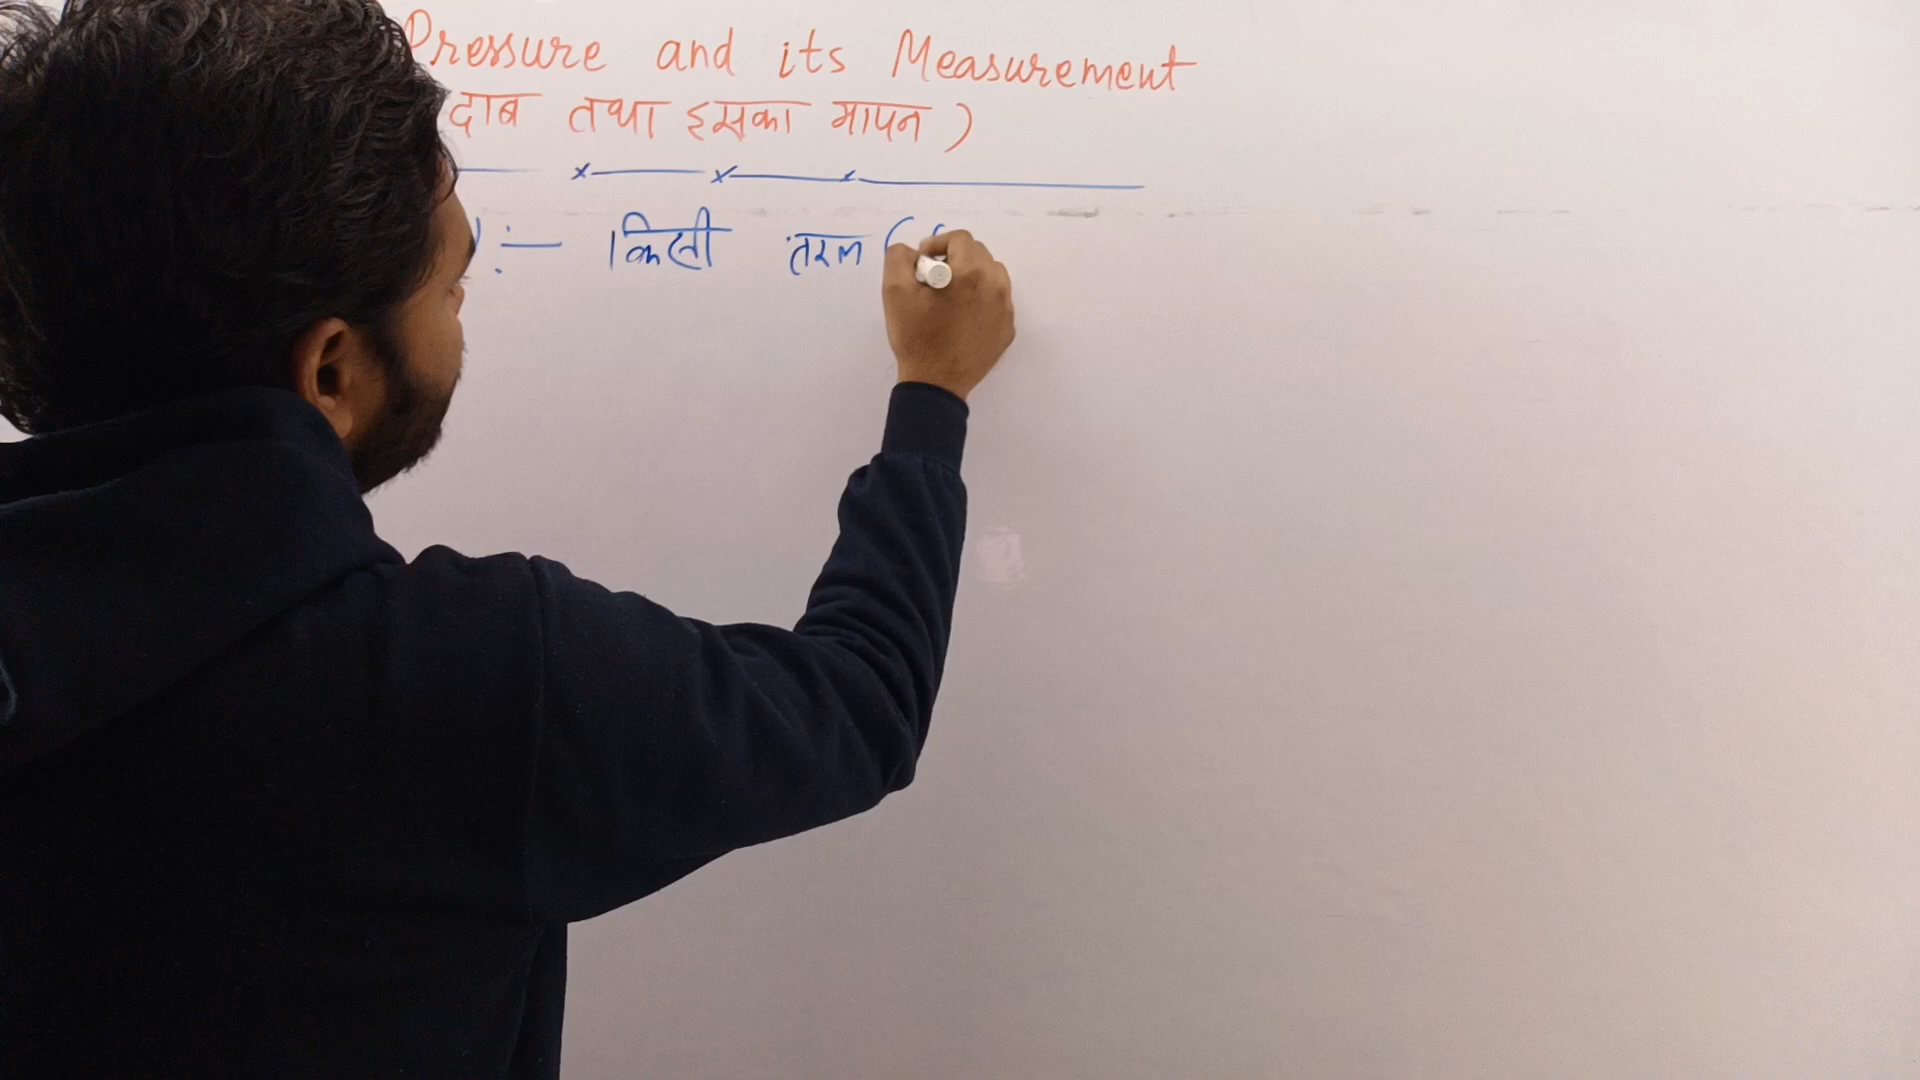 Pressure and its Measurement
दाब तथा इसका मापन )
:— किसी तरल (